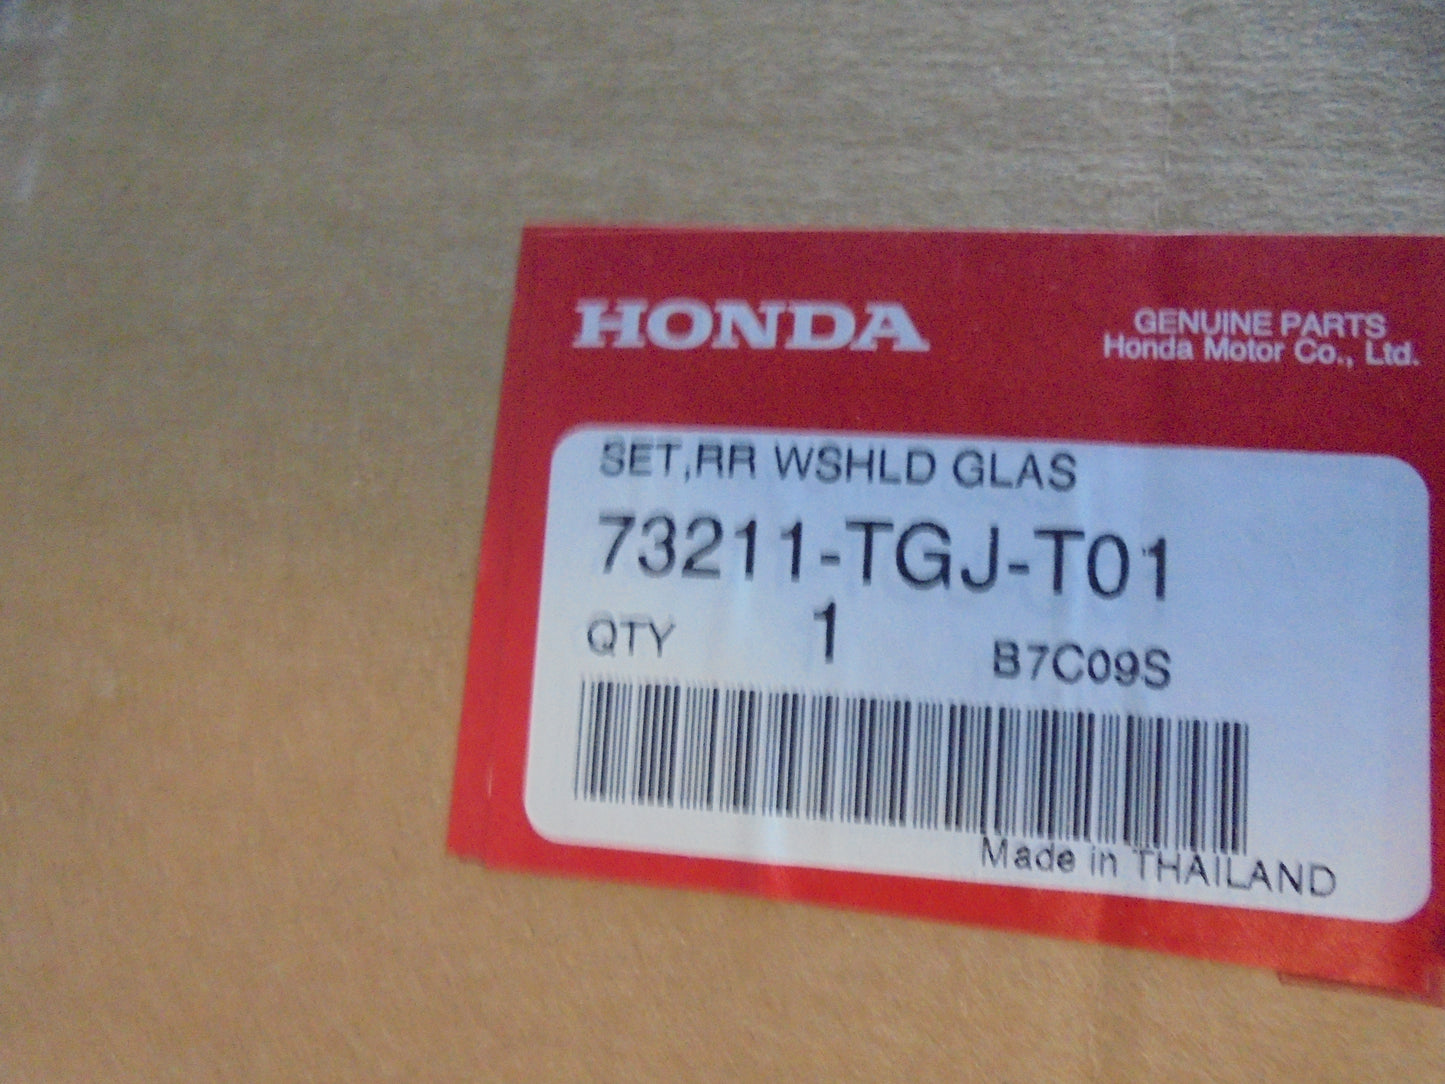 HONDA
GENUINE PARTS
Honda Motor Co., Ltd.
SET,RR WSHLD GLAS
73211-TGJ-T01
QTY 1 B7C09S
Made in THAILAND